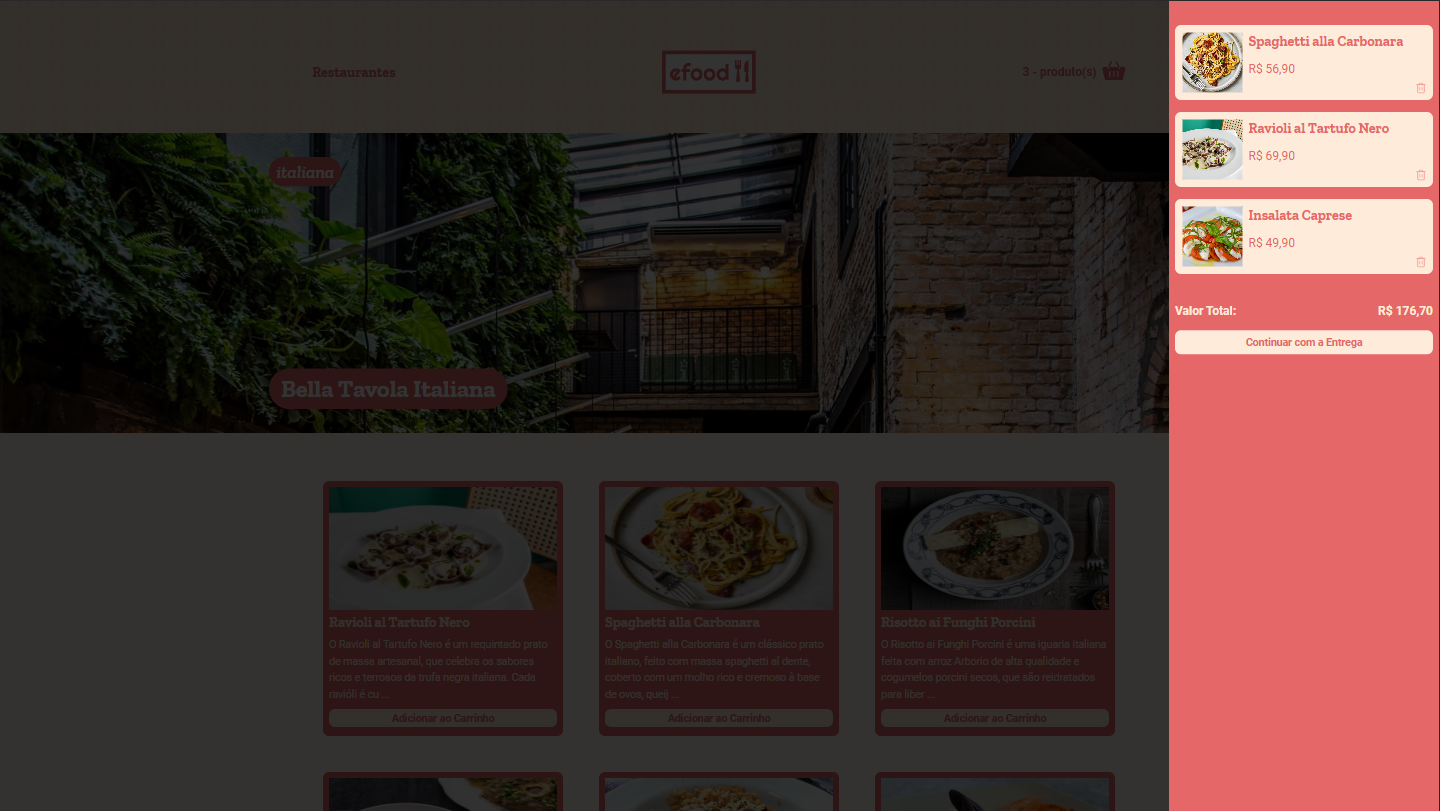 Restaurantes
efood
3 - produto(s)
italiana
Bella Tavola Italiana
Ravioli al Tartufo Nero
O Ravioli al Tartufo Nero é um requintado prato
de massa artesanal, que celebra os sabores
ricos e terrosos da trufa negra italiana. Cada
ravióli é cu ...
Adicionar ao Carrinho
Spaghetti alla Carbonara
O Spaghetti alla Carbonara é um clássico prato
italiano, feito com massa spaghetti al dente,
coberto com um molho rico e cremoso à base
de ovos, queij ...
Adicionar ao Carrinho
Risotto ai Funghi Porcini
O Risotto ai Funghi Porcini é uma iguaria italiana
feita com arroz Arborio de alta qualidade e
cogumelos porcini secos, que são reidratados
para liber ...
Adicionar ao Carrinho
Spaghetti alla Carbonara
R$ 56,90
Ravioli al Tartufo Nero
R$ 69,90
Insalata Caprese
R$ 49,90
Valor Total: R$ 176,70
Continuar com a Entrega